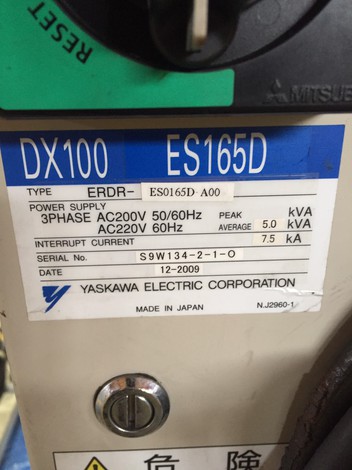 RESET
MITSUB
DX100 ES165D
TYPE ERDR- ES0165D-A00
POWER SUPPLY
3PHASE AC200V 50/60Hz PEAK kVA
AC220V 60Hz AVERAGE 5.0 kVA
INTERRUPT CURRENT 7.5 kA
SERIAL No. S9W134-2-1-0
DATE 12-2009
YASKAWA ELECTRIC CORPORATION
MADE IN JAPAN N.J2960-1
危険